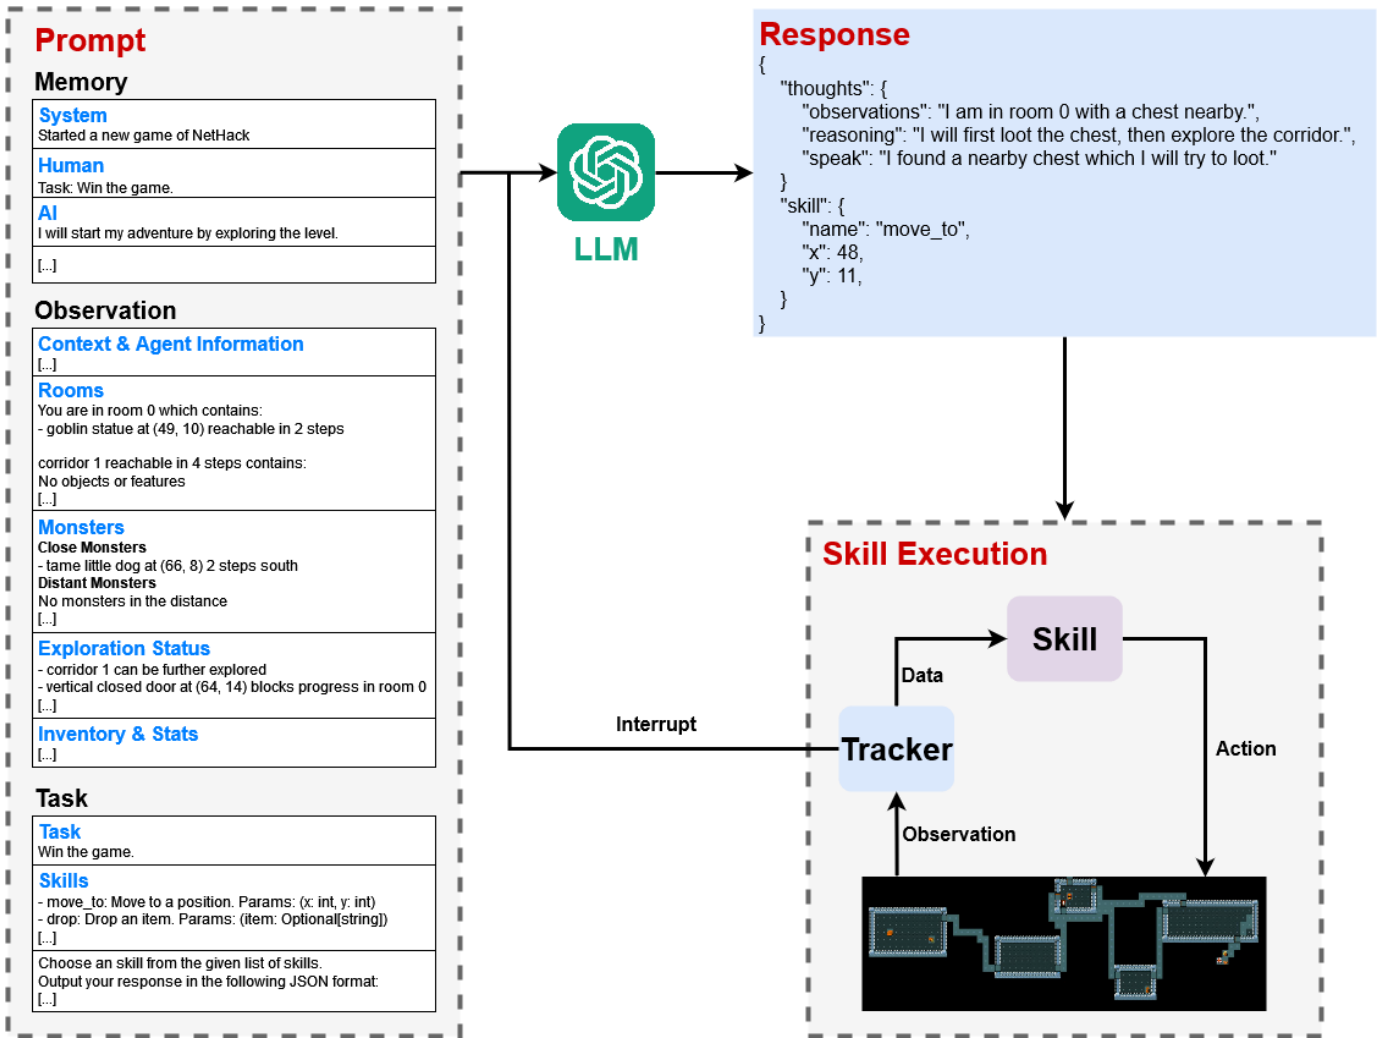 Prompt
Memory
System
Started a new game of NetHack
Human
Task: Win the game.
AI
I will start my adventure by exploring the level.
[...]
Observation
Context & Agent Information
[...]
Rooms
You are in room 0 which contains:
- goblin statue at (49, 10) reachable in 2 steps
corridor 1 reachable in 4 steps contains:
No objects or features
[...]
Monsters
Close Monsters
- tame little dog at (66, 8) 2 steps south
Distant Monsters
No monsters in the distance
[...]
Exploration Status
- corridor 1 can be further explored
- vertical closed door at (64, 14) blocks progress in room 0
[...]
Inventory & Stats
[...]
Task
Task
Win the game.
Skills
- move_to: Move to a position. Params: (x: int, y: int)
- drop: Drop an item. Params: (item: Optional[string])
[...]
Choose an skill from the given list of skills.
Output your response in the following JSON format:
[...]
LLM
Response
{
"thoughts": {
"observations": "I am in room 0 with a chest nearby.",
"reasoning": "I will first loot the chest, then explore the corridor.",
"speak": "I found a nearby chest which I will try to loot."
}
"skill": {
"name": "move_to",
"x": 48,
"y": 11,
}
}
Skill Execution
Skill
Data
Interrupt
Tracker
Action
Observation